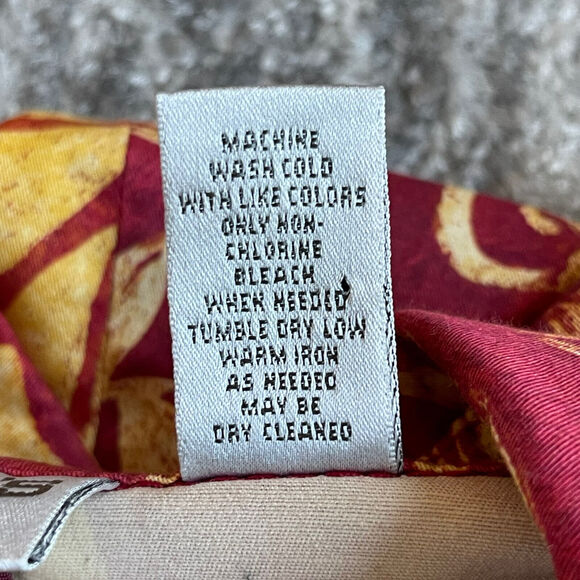 MACHINE
WASH COLD
WITH LIKE COLORS
ONLY NON-
CHLORINE
BLEACH
WHEN NEEDED
TUMBLE DRY LOW
WARM IRON
AS NEEDED
MAY BE
DRY CLEANED